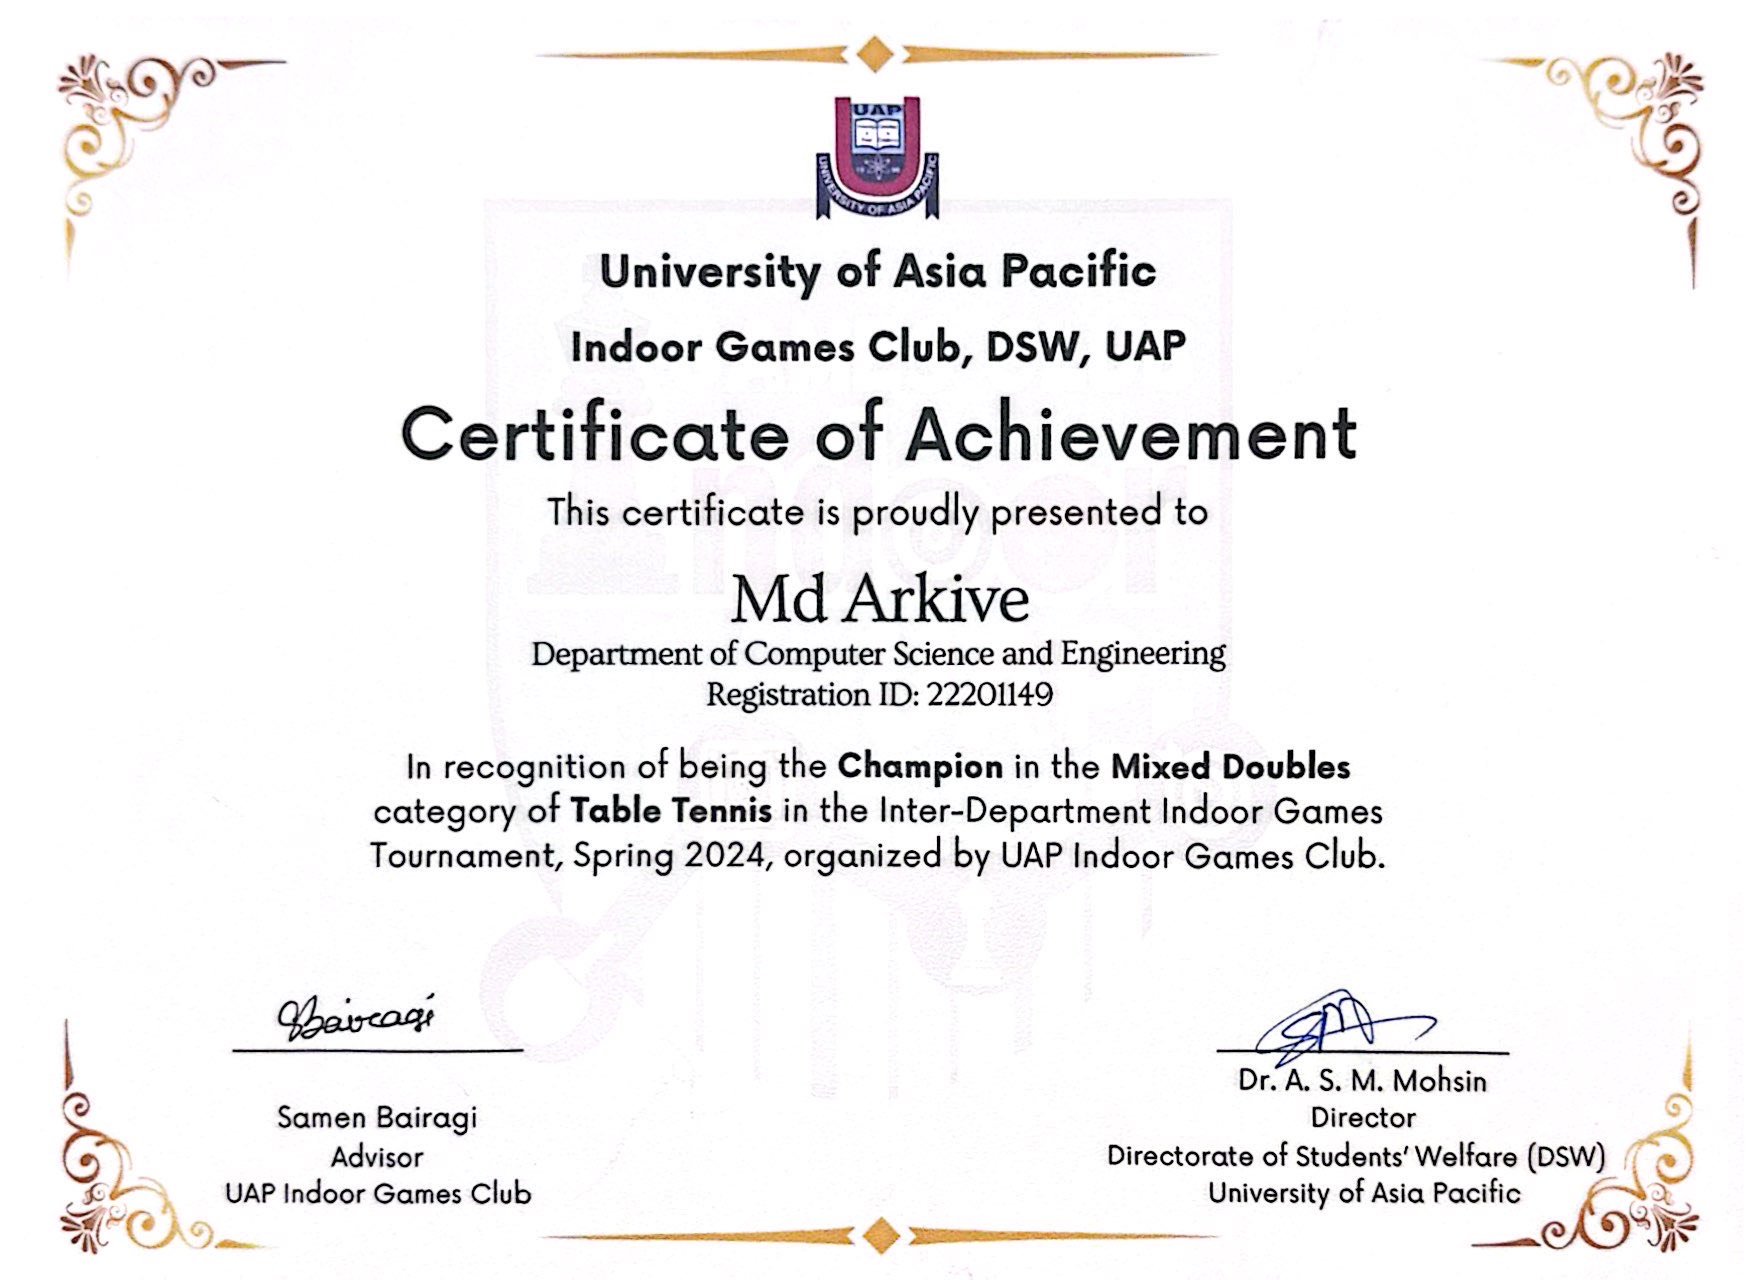 UAP
UNIVERSITY OF ASIA PACIFIC
University of Asia Pacific
Indoor Games Club, DSW, UAP
Certificate of Achievement
This certificate is proudly presented to
Md Arkive
Department of Computer Science and Engineering
Registration ID: 22201149
In recognition of being the Champion in the Mixed Doubles
category of Table Tennis in the Inter-Department Indoor Games
Tournament, Spring 2024, organized by UAP Indoor Games Club.
Indoor
SBairagi
Samen Bairagi
Advisor
UAP Indoor Games Club
Dr. A. S. M. Mohsin
Director
Directorate of Students' Welfare (DSW)
University of Asia Pacific